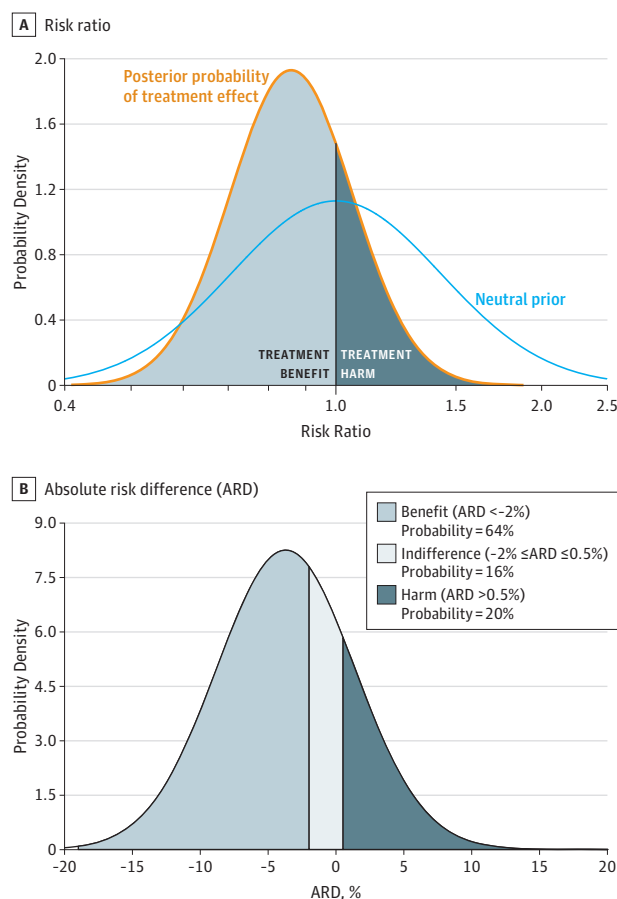 A Risk ratio
2.0
1.6
1.2
0.8
0.4
0
Probability Density
Posterior probability
of treatment effect
Neutral prior
TREATMENT
BENEFIT
TREATMENT
HARM
0.4
1.0
1.5
2.0
2.5
Risk Ratio
B Absolute risk difference (ARD)
9.0
7.5
6.0
4.5
3.0
1.5
0
Probability Density
Benefit (ARD <-2%)
Probability = 64%
Indifference (-2% ≤ARD ≤0.5%)
Probability = 16%
Harm (ARD >0.5%)
Probability = 20%
-20
-15
-10
-5
0
5
10
15
20
ARD, %